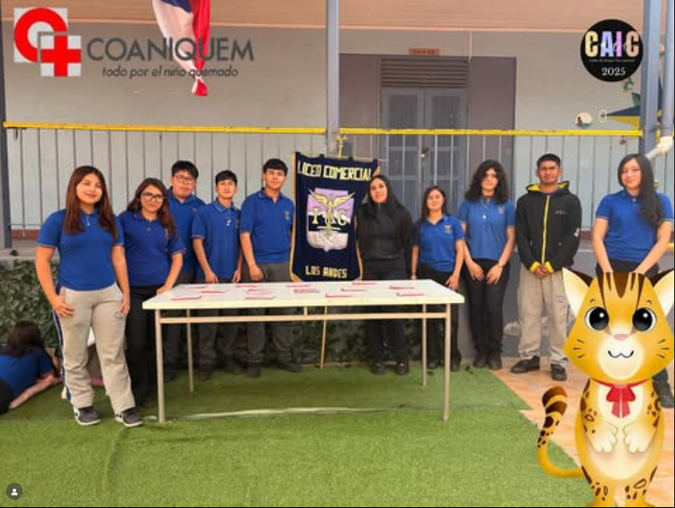 COANIQUEM
todo por el niño quemado
CAIC
2025
LICEO COMERCIAL
LOS ANDES